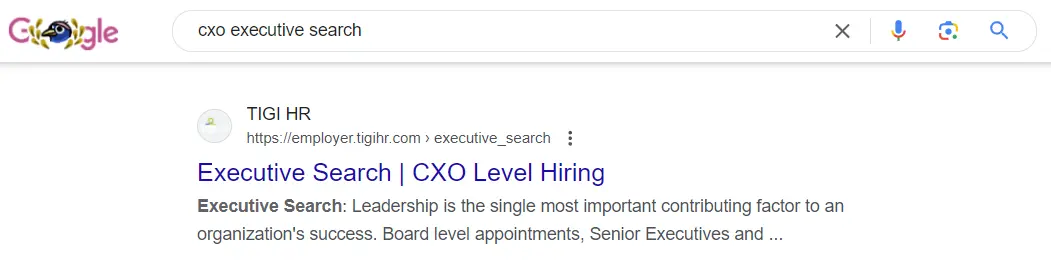 Google
cxo executive search
TIGI HR
https://employer.tigihr.com › executive_search
Executive Search | CXO Level Hiring
Executive Search: Leadership is the single most important contributing factor to an
organization's success. Board level appointments, Senior Executives and ...